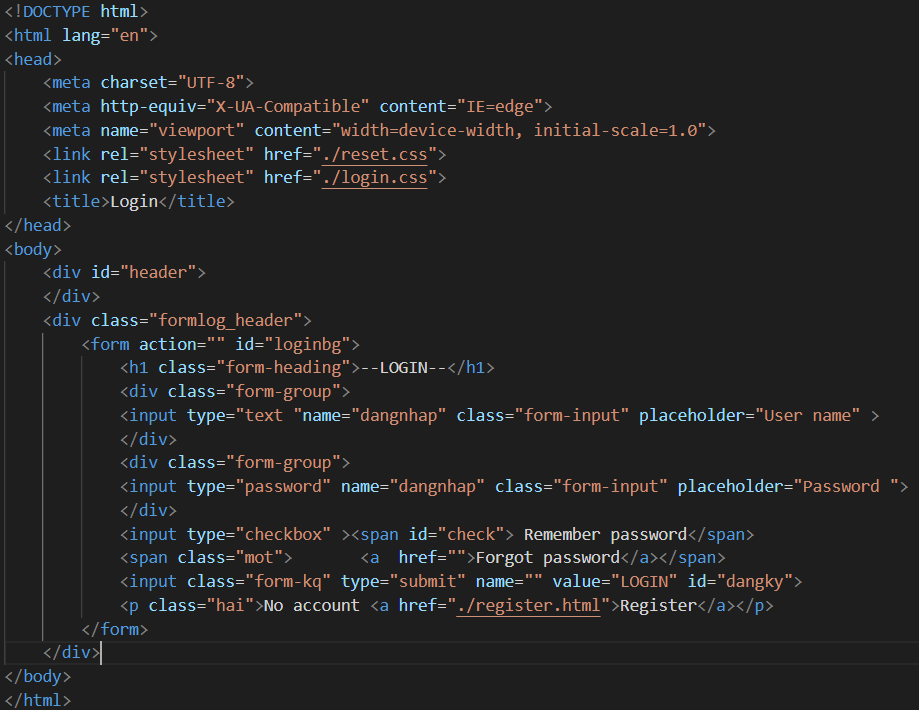 <!DOCTYPE html>
<html lang="en">
<head>
    <meta charset="UTF-8">
    <meta http-equiv="X-UA-Compatible" content="IE=edge">
    <meta name="viewport" content="width=device-width, initial-scale=1.0">
    <link rel="stylesheet" href="./reset.css">
    <link rel="stylesheet" href="./login.css">
    <title>Login</title>
</head>
<body>
    <div id="header">
    </div>
    <div class="formlog_header">
        <form action="" id="loginbg">
            <h1 class="form-heading">--LOGIN--</h1>
            <div class="form-group">
            <input type="text "name="dangnhap" class="form-input" placeholder="User name" >
            </div>
            <div class="form-group">
            <input type="password" name="dangnhap" class="form-input" placeholder="Password ">
            </div>
            <input type="checkbox" ><span id="check"> Remember password</span>
            <span class="mot">       <a  href="">Forgot password</a></span>
            <input class="form-kq" type="submit" name="" value="LOGIN" id="dangky">
            <p class="hai">No account <a href="./register.html">Register</a></p>
        </form>
    </div>
</body>
</html>